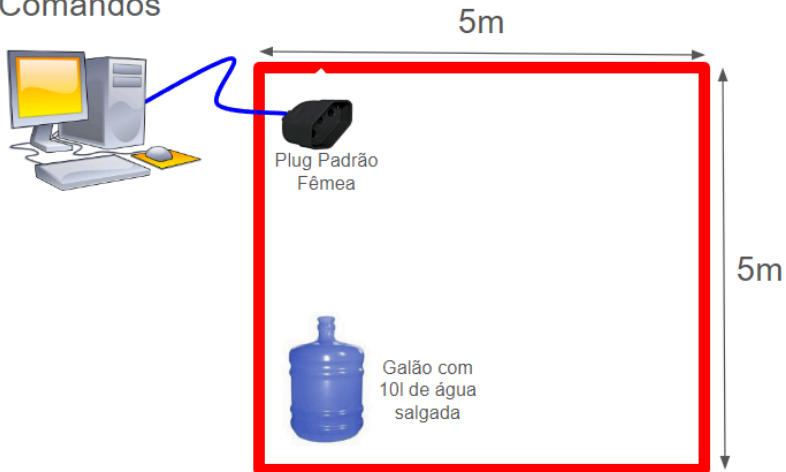 Comandos
5m
Plug Padrão
Fêmea
5m
Galão com
10l de água
salgada